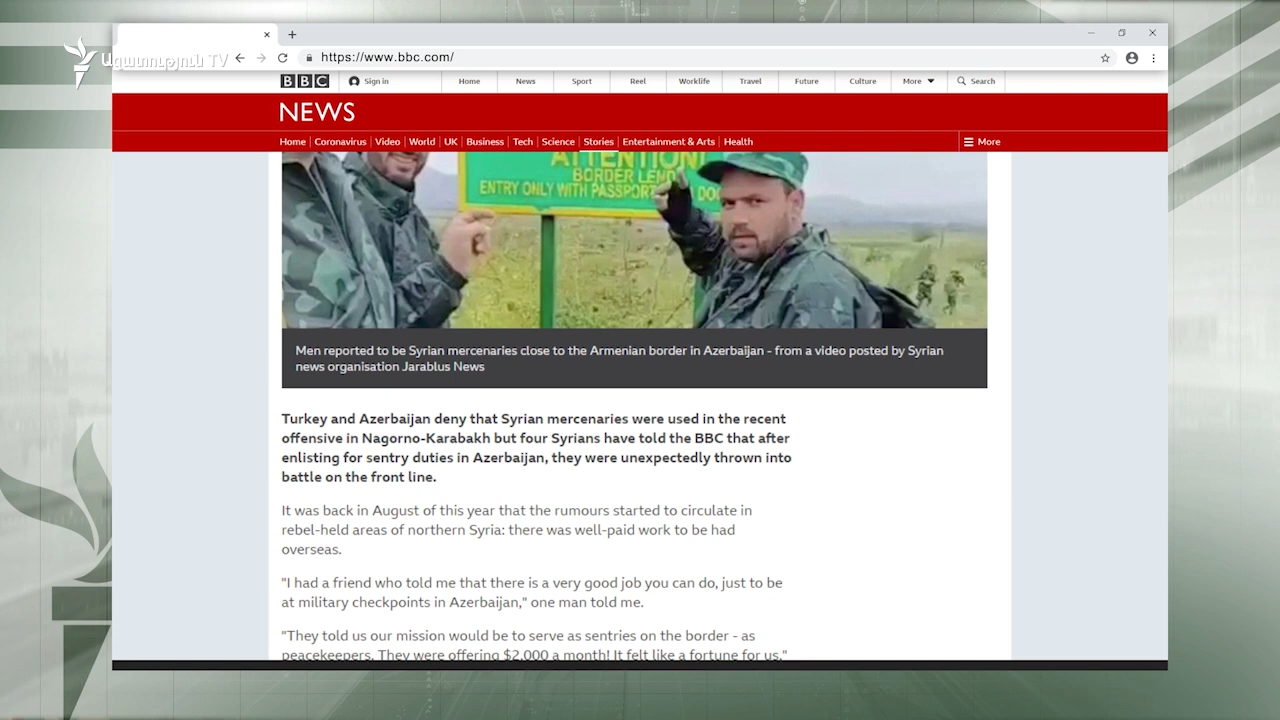 Ազատություն TV
https://www.bbc.com/
BBC
Sign in
Home
News
Sport
Reel
Worklife
Travel
Future
Culture
More
Search
NEWS
Home
Coronavirus
Video
World
UK
Business
Tech
Science
Stories
Entertainment & Arts
Health
More
ATTENTION!
BORDER
ENTRY ONLY WITH PASSPORT
Men reported to be Syrian mercenaries close to the Armenian border in Azerbaijan - from a video posted by Syrian
news organisation Jarablus News
Turkey and Azerbaijan deny that Syrian mercenaries were used in the recent
offensive in Nagorno-Karabakh but four Syrians have told the BBC that after
enlisting for sentry duties in Azerbaijan, they were unexpectedly thrown into
battle on the front line.
It was back in August of this year that the rumours started to circulate in
rebel-held areas of northern Syria: there was well-paid work to be had
overseas.
"I had a friend who told me that there is a very good job you can do, just to be
at military checkpoints in Azerbaijan," one man told me.
"They told us our mission would be to serve as sentries on the border - as
peacekeepers. They were offering $2,000 a month! It felt like a fortune for us."